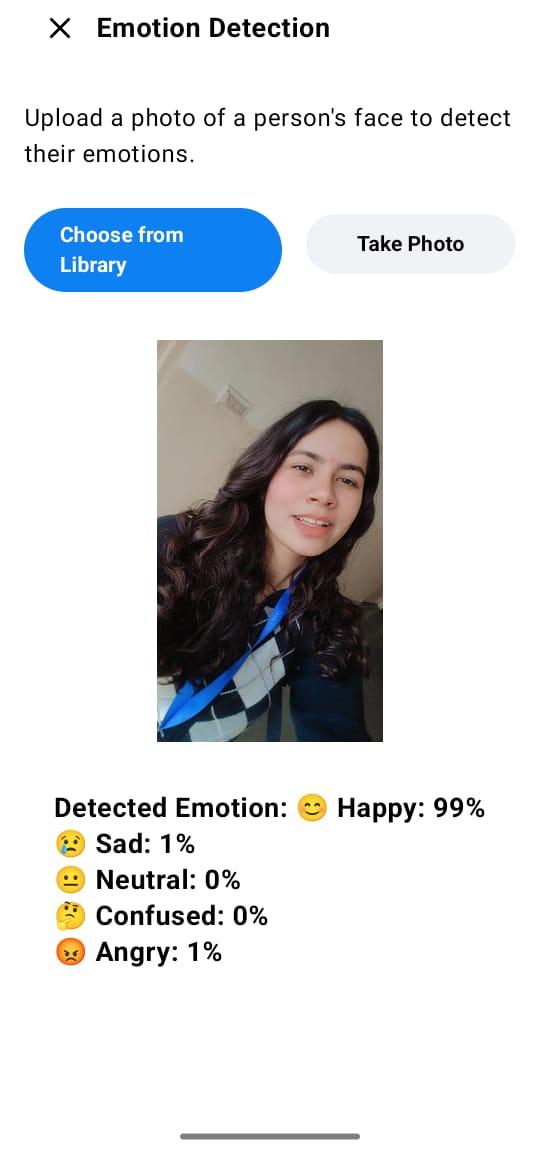 Emotion Detection
Upload a photo of a person's face to detect
their emotions.
Choose from
Library
Take Photo
Detected Emotion: 😊 Happy: 99%
😢 Sad: 1%
😐 Neutral: 0%
🤔 Confused: 0%
😡 Angry: 1%